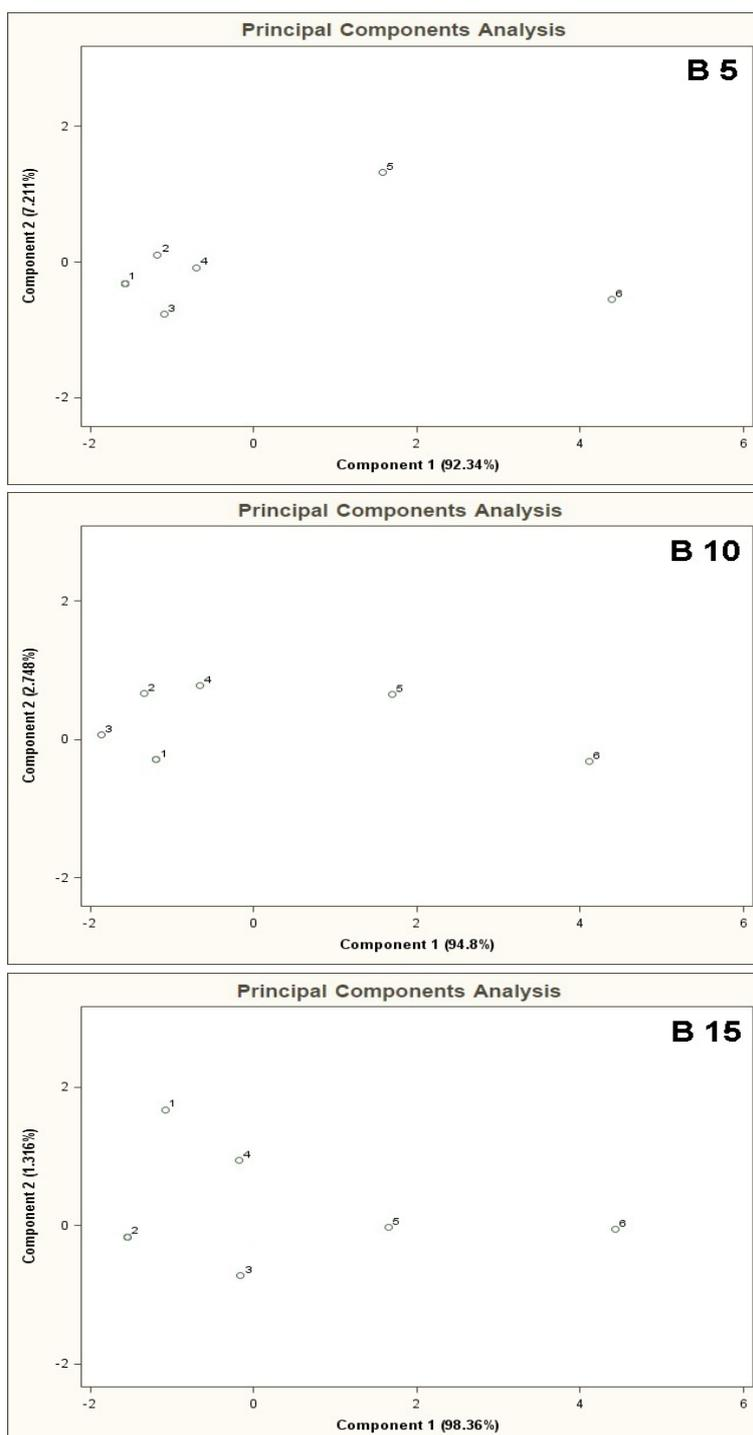 Principal Components Analysis
B 5
2
5
2
4
0
1
3
6
-2
-2 0 2 4 6
Component 2 (7.211%)
Component 1 (92.34%)
Principal Components Analysis
B 10
2
4
2
5
3
0
1
6
-2
-2 0 2 4 6
Component 2 (2.748%)
Component 1 (94.8%)
Principal Components Analysis
B 15
2
1
4
0
2
5
6
3
-2
-2 0 2 4 6
Component 2 (1.316%)
Component 1 (98.36%)